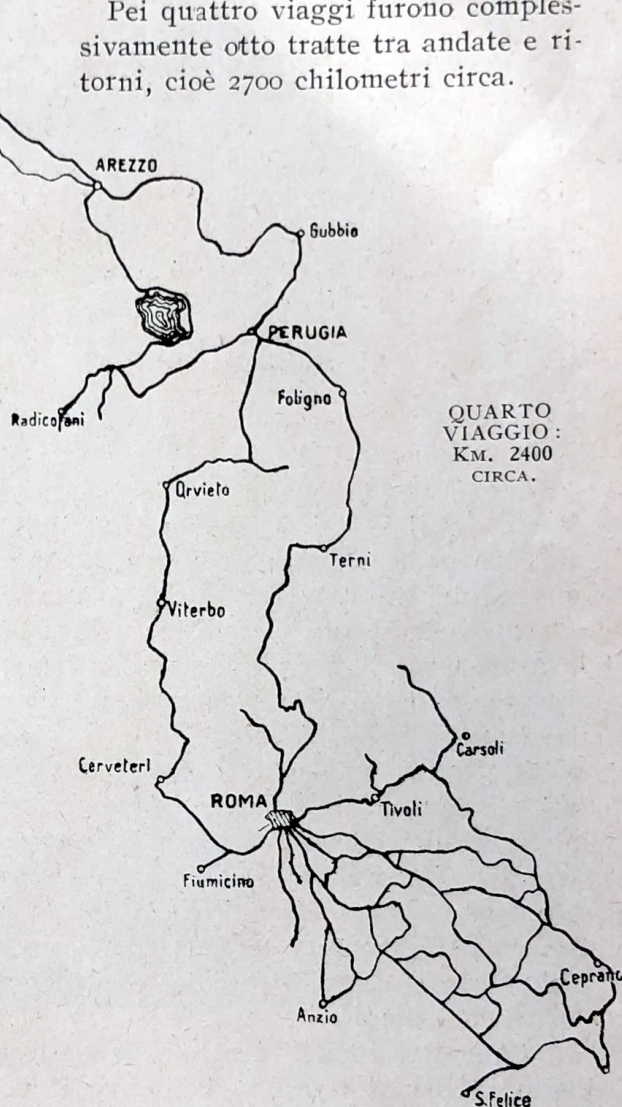 Pei quattro viaggi furono comples-
sivamente otto tratte tra andate e ri-
torni, cioè 2700 chilometri circa.
AREZZO
Gubbio
PERUGIA
Foligno
Radicofani
QUARTO
VIAGGIO:
KM. 2400
CIRCA.
Orvieto
Terni
Viterbo
Carsoli
Cerveteri
ROMA
Tivoli
Fiumicino
Ceprano
Anzio
S. Felice